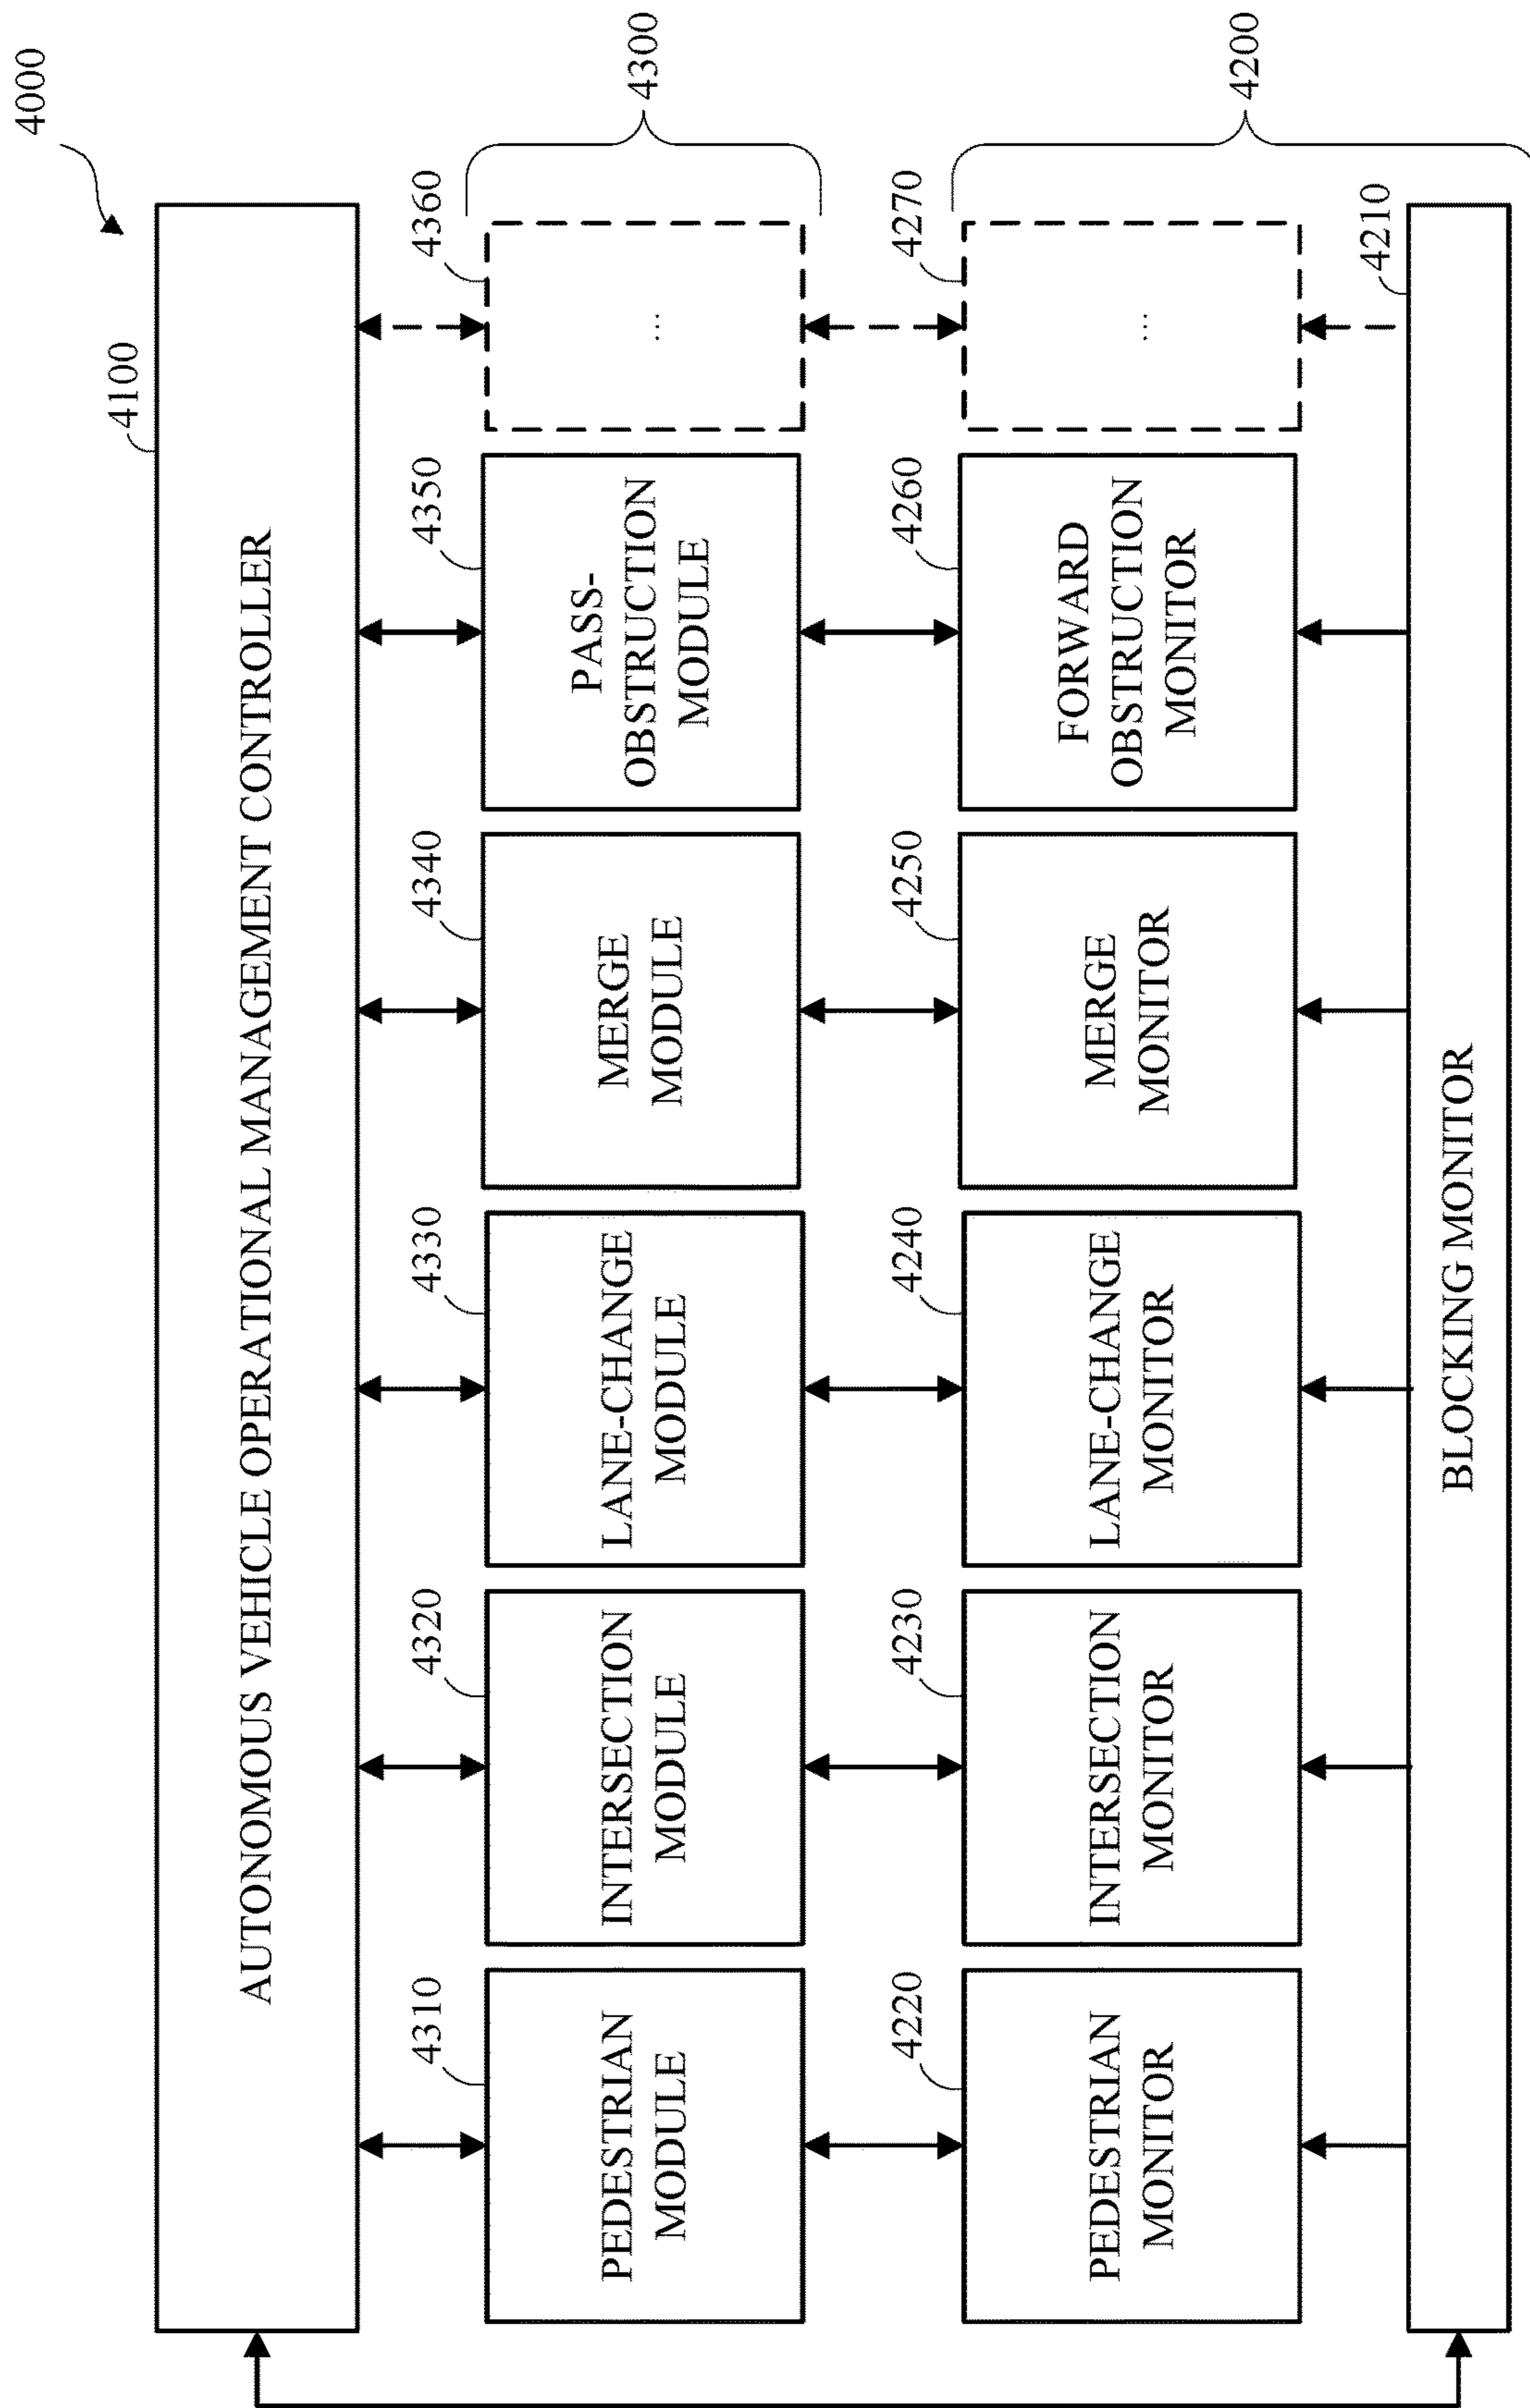 4000
4100
AUTONOMOUS VEHICLE OPERATIONAL MANAGEMENT CONTROLLER
4300
4310
PEDESTRIAN
MODULE
4320
INTERSECTION
MODULE
4330
LANE-CHANGE
MODULE
4340
MERGE
MODULE
4350
PASS-
OBSTRUCTION
MODULE
4360
...
4200
4220
PEDESTRIAN
MONITOR
4230
INTERSECTION
MONITOR
4240
LANE-CHANGE
MONITOR
4250
MERGE
MONITOR
4260
FORWARD
OBSTRUCTION
MONITOR
4270
...
4210
BLOCKING MONITOR